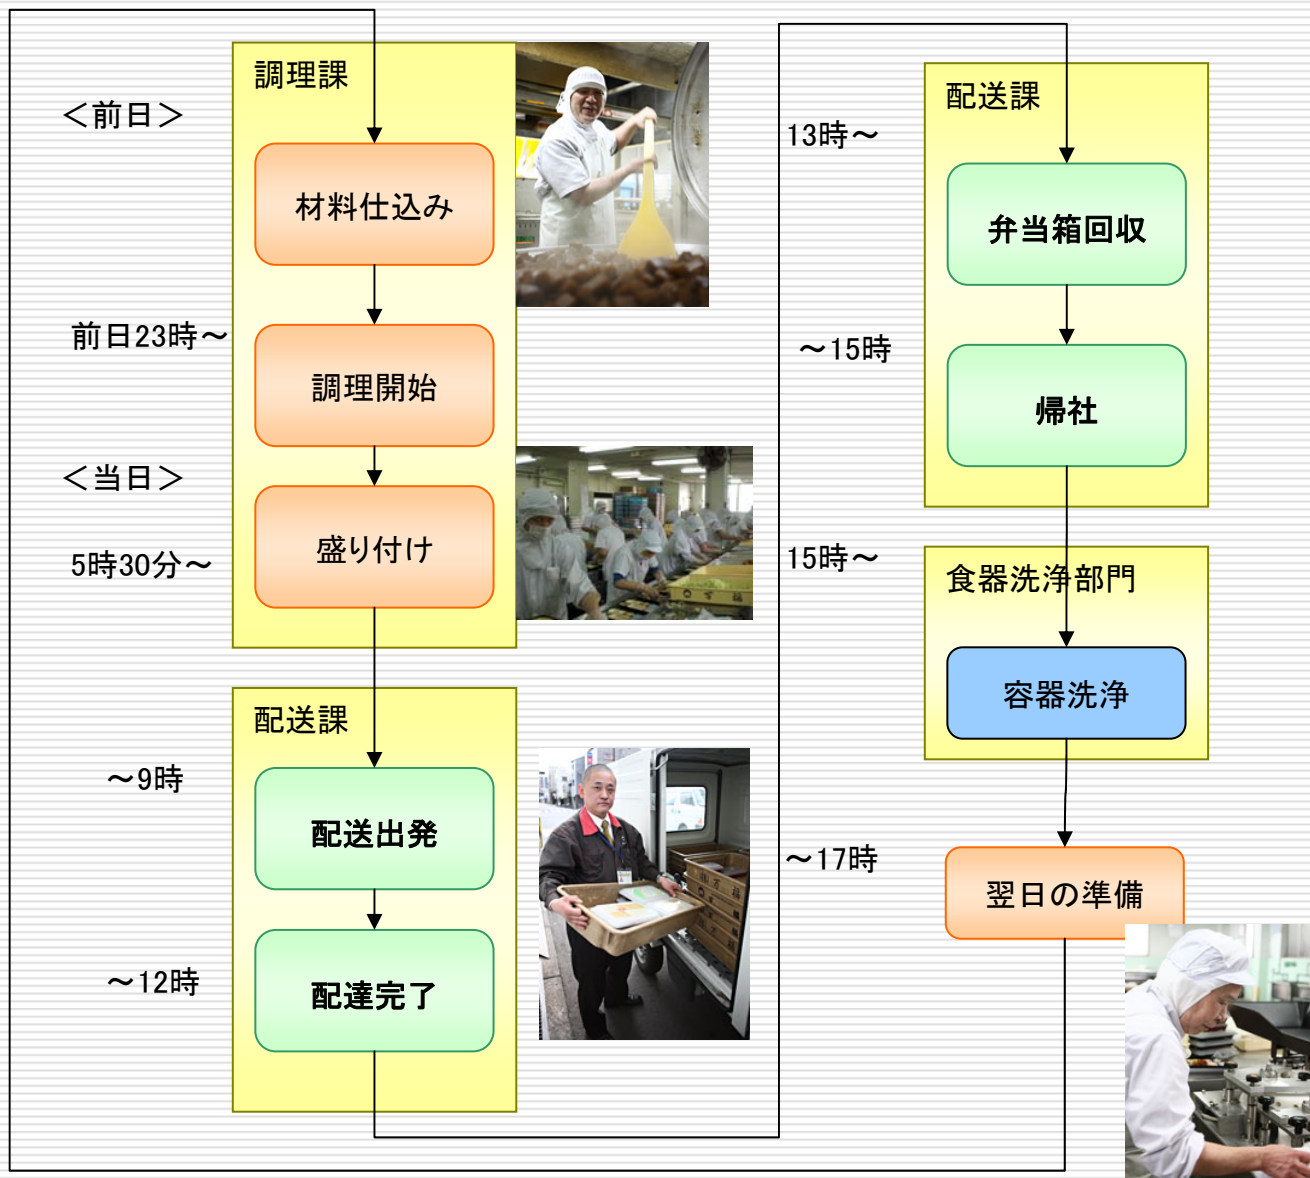 調理課
＜前日＞
材料仕込み
前日23時～
調理開始
＜当日＞
盛り付け
5時30分～
配送課
～9時
配送出発
～12時
配達完了
配送課
13時～
弁当箱回収
～15時
帰社
15時～
食器洗浄部門
容器洗浄
～17時
翌日の準備